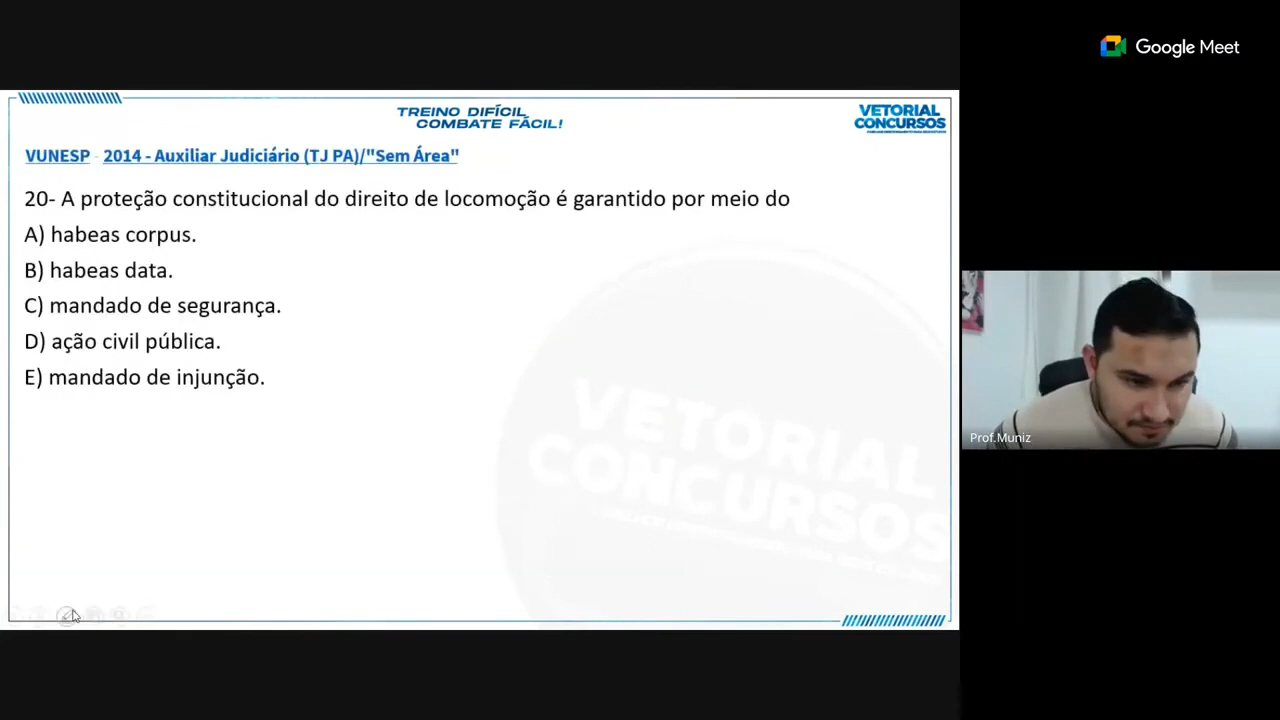 Google Meet
TREINO DIFÍCIL
COMBATE FÁCIL!
VETORIAL
CONCURSOS
VUNESP - 2014 - Auxiliar Judiciário (TJ PA)/"Sem Área"
20- A proteção constitucional do direito de locomoção é garantido por meio do
A) habeas corpus.
B) habeas data.
C) mandado de segurança.
D) ação civil pública.
E) mandado de injunção.
VETORIAL
CONCURSOS
Prof.Muniz